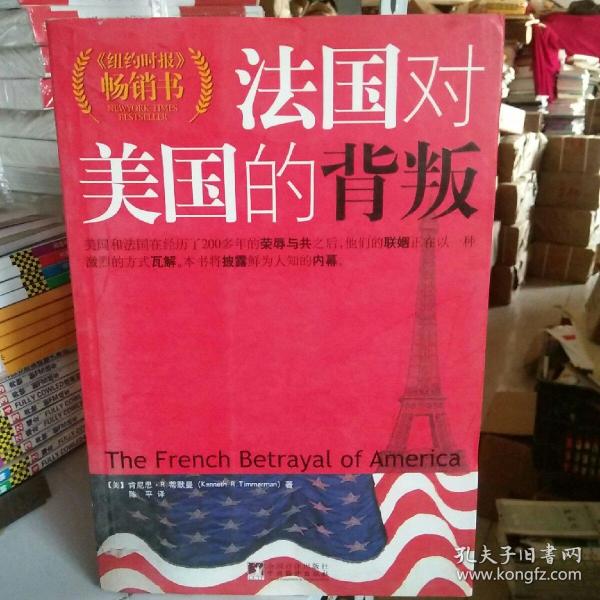 《纽约时报》
畅销书
NEWYORK TIMES
BESTSELLER
法国对
美国的背叛
美国和法国在经历了200多年的荣辱与共之后，他们的联姻正在以一种
激烈的方式瓦解。本书将披露鲜为人知的内幕。
The French Betrayal of America
【美】肯尼思·R·蒂默曼（Kenneth R Timmerman）著
陈 平 译
FULLY COWLED
孔夫子旧书网
www.kongfz.com